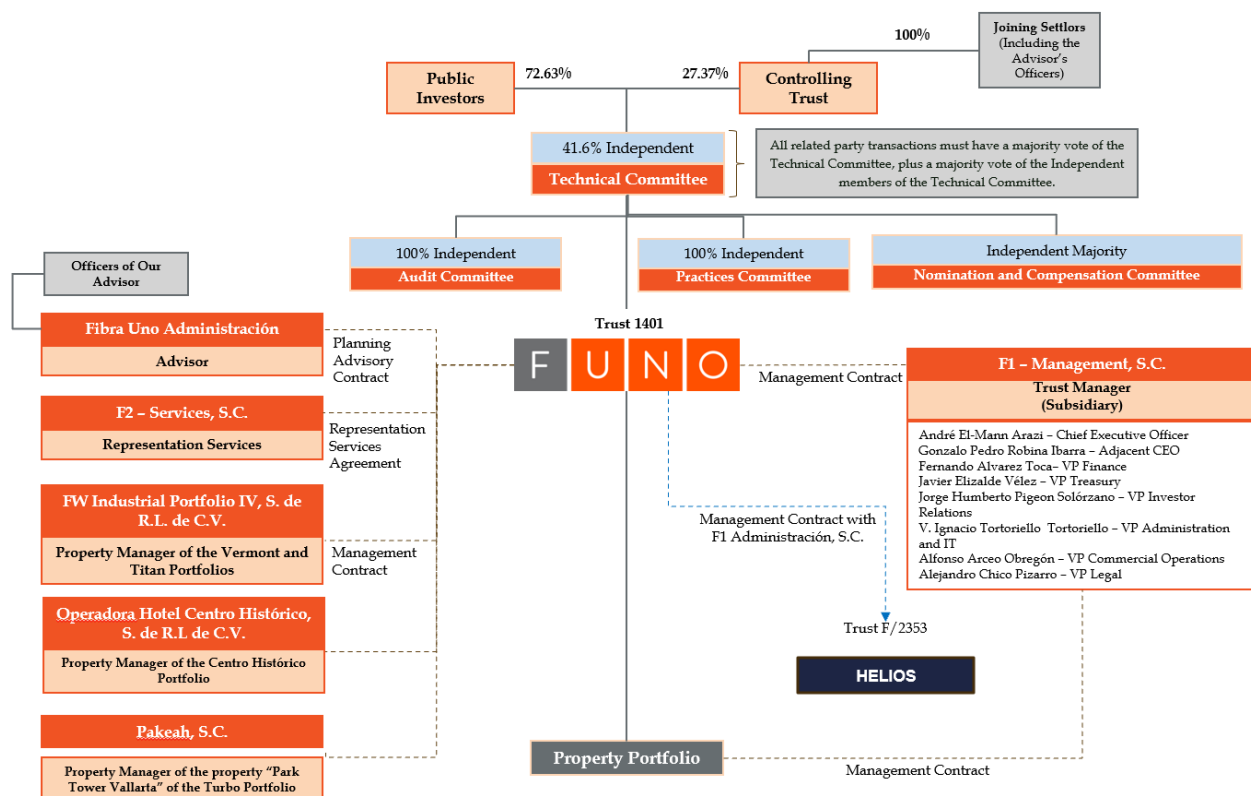 100%
Joining Settlors
(Including the
Advisor's
Officers)
Public
Investors
72.63%
27.37%
Controlling
Trust
41.6% Independent
Technical Committee
All related party transactions must have a majority vote of the
Technical Committee, plus a majority vote of the Independent
members of the Technical Committee.
100% Independent
Audit Committee
100% Independent
Practices Committee
Independent Majority
Nomination and Compensation Committee
Officers of Our
Advisor
Fibra Uno Administración
Advisor
Planning
Advisory
Contract
F2 – Services, S.C.
Representation Services
Representation
Services
Agreement
FW Industrial Portfolio IV, S. de
R.L. de C.V.
Property Manager of the Vermont and
Titan Portfolios
Management
Contract
Operadora Hotel Centro Histórico,
S. de R.L de C.V.
Property Manager of the Centro Histórico
Portfolio
Pakeah, S.C.
Property Manager of the property “Park
Tower Vallarta” of the Turbo Portfolio
Trust 1401
FUNO
Management Contract
F1 – Management, S.C.
Trust Manager
(Subsidiary)
André El-Mann Arazi – Chief Executive Officer
Gonzalo Pedro Robina Ibarra – Adjacent CEO
Fernando Alvarez Toca– VP Finance
Javier Elizalde Vélez – VP Treasury
Jorge Humberto Pigeon Solórzano – VP Investor
Relations
V. Ignacio Tortoriello Tortoriello – VP Administration
and IT
Alfonso Arceo Obregón – VP Commercial Operations
Alejandro Chico Pizarro – VP Legal
Management Contract with
F1 Administración, S.C.
Trust F/2353
HELIOS
Property Portfolio
Management Contract